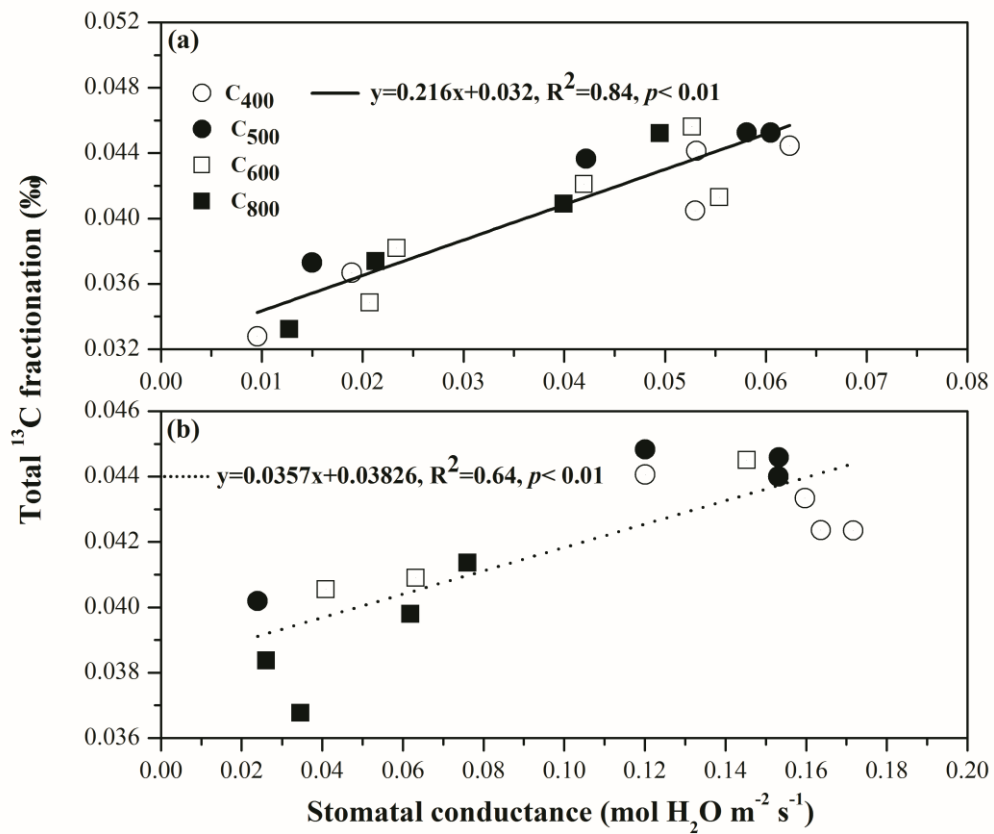 Total ¹³C fractionation (‰)
(a)
0.052
0.048
0.044
0.040
0.036
0.032
C₄₀₀
C₅₀₀
C₆₀₀
C₈₀₀
y=0.216x+0.032, R²=0.84, p< 0.01
0.00 0.01 0.02 0.03 0.04 0.05 0.06 0.07 0.08
(b)
0.046
0.044
0.042
0.040
0.038
0.036
y=0.0357x+0.03826, R²=0.64, p< 0.01
0.00 0.02 0.04 0.06 0.08 0.10 0.12 0.14 0.16 0.18 0.20
Stomatal conductance (mol H₂O m⁻² s⁻¹)